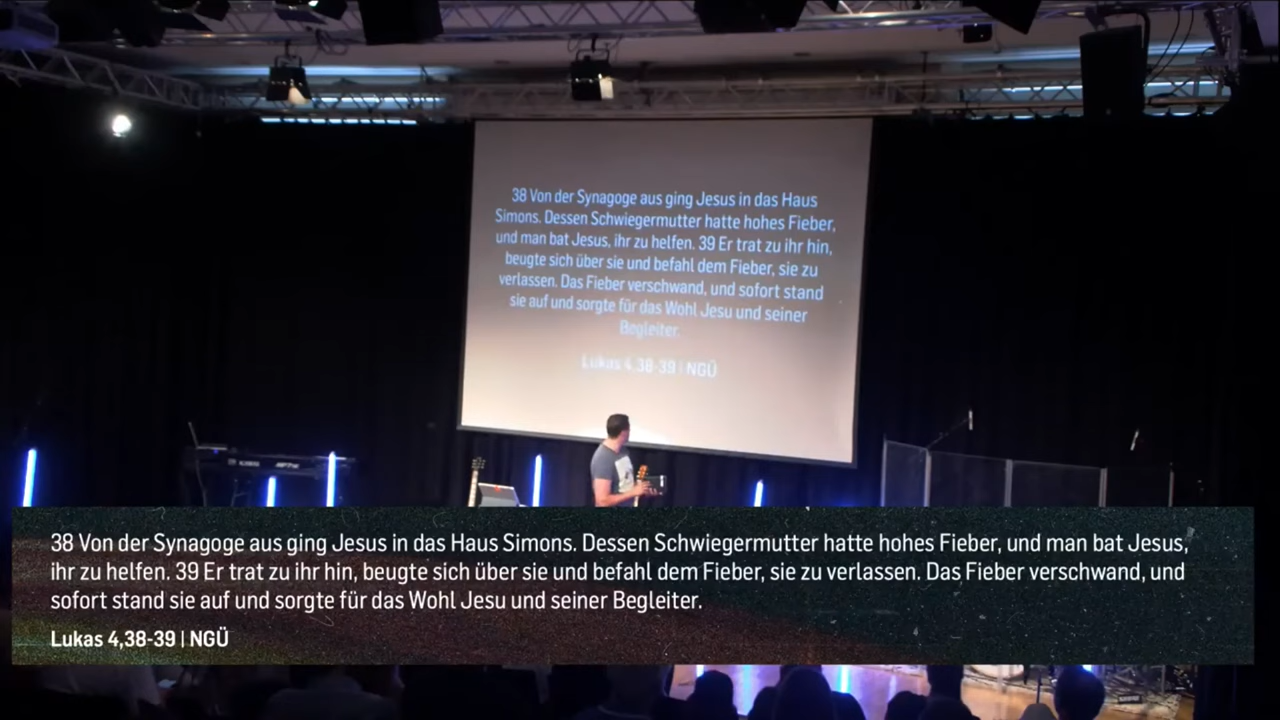 38 Von der Synagoge aus ging Jesus in das Haus
Simons. Dessen Schwiegermutter hatte hohes Fieber,
und man bat Jesus, ihr zu helfen. 39 Er trat zu ihr hin,
beugte sich über sie und befahl dem Fieber, sie zu
verlassen. Das Fieber verschwand, und sofort stand
sie auf und sorgte für das Wohl Jesu und seiner
Begleiter.
Lukas 4,38-39 | NGÜ
38 Von der Synagoge aus ging Jesus in das Haus Simons. Dessen Schwiegermutter hatte hohes Fieber, und man bat Jesus,
ihr zu helfen. 39 Er trat zu ihr hin, beugte sich über sie und befahl dem Fieber, sie zu verlassen. Das Fieber verschwand, und
sofort stand sie auf und sorgte für das Wohl Jesu und seiner Begleiter.
Lukas 4,38-39 | NGÜ